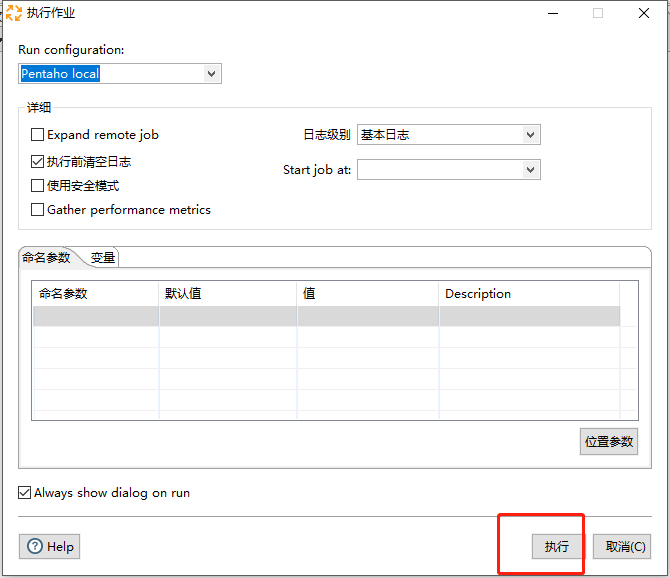 执行作业
Run configuration:
Pentaho local
详细
Expand remote job
日志级别 基本日志
执行前清空日志
Start job at:
使用安全模式
Gather performance metrics
命名参数 变量
命名参数 默认值 值 Description
位置参数
Always show dialog on run
Help 执行 取消(C)